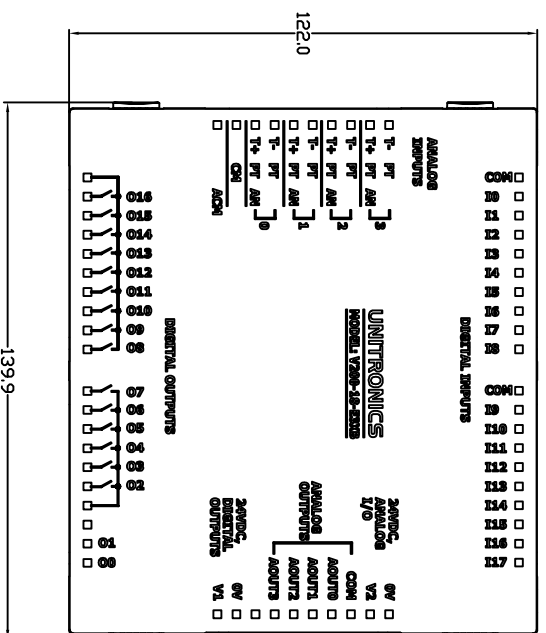 122.0
139.9
ANALOG
INPUTS
T- PT
T+ PT AN 3
T- PT
T+ PT AN 2
T- PT
T+ PT AN 1
T- PT
T+ PT AN 0
CM
ACM
COM
I0
I1
I2
I3
I4
I5
I6
I7
I8
COM
I9
I10
I11
I12
I13
I14
I15
I16
I17
DIGITAL INPUTS
UNITRONICS
MODEL: V200-18-E3XB
O16
O15
O14
O13
O12
O11
O10
O9
O8
O7
O6
O5
O4
O3
O2
O1
O0
DIGITAL OUTPUTS
24VDC,
ANALOG
I/O
0V
V2
ANALOG
OUTPUTS
COM
AOUT0
AOUT1
AOUT2
AOUT3
24VDC,
DIGITAL
OUTPUTS
0V
V1